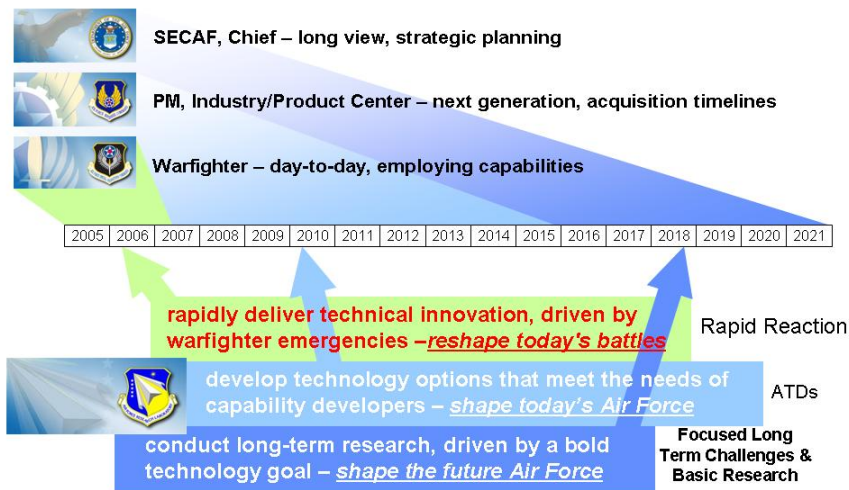 SECAF, Chief – long view, strategic planning
PM, Industry/Product Center – next generation, acquisition timelines
Warfighter – day-to-day, employing capabilities
2005 2006 2007 2008 2009 2010 2011 2012 2013 2014 2015 2016 2017 2018 2019 2020 2021
rapidly deliver technical innovation, driven by
warfighter emergencies –reshape today's battles
Rapid Reaction
develop technology options that meet the needs of
capability developers – shape today's Air Force
ATDs
conduct long-term research, driven by a bold
technology goal – shape the future Air Force
Focused Long
Term Challenges &
Basic Research